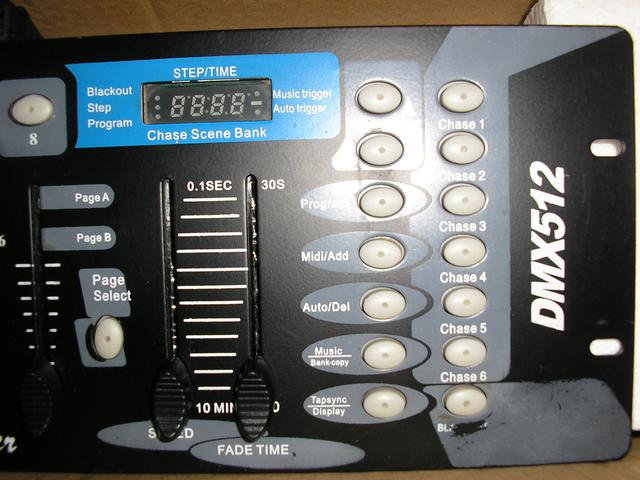 STEP/TIME
Blackout
Step
Program
Music trigger
Auto trigger
Chase Scene Bank
8
Chase 1
Chase 2
Chase 3
Chase 4
Chase 5
Chase 6
0.1SEC
30S
Page A
Page B
Page
Select
Program
Midi/Add
Auto/Del
Music
Bank-copy
Tapsync
Display
10 MIN
FADE TIME
DMX512